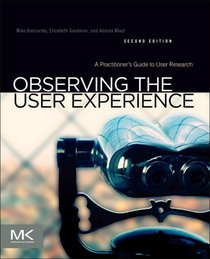 Mike Kuniavsky, Elizabeth Goodman, and Andrea Moed
SECOND EDITION
A Practitioner's Guide to User Research
OBSERVING THE
USER EXPERIENCE
MK